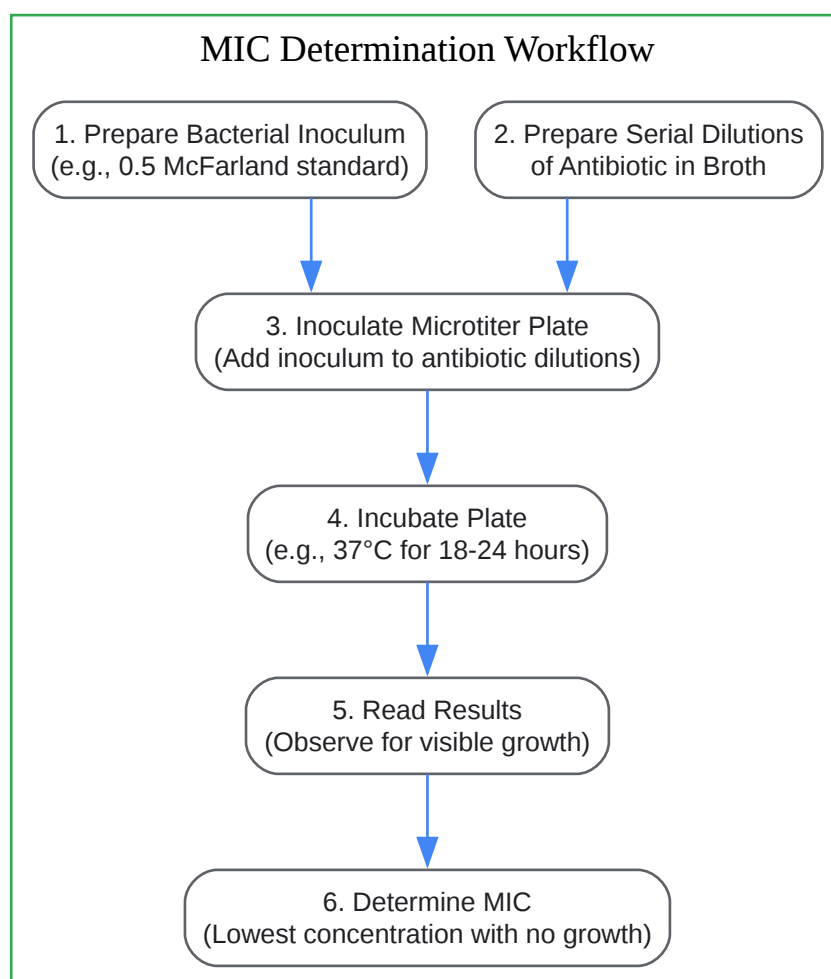 MIC Determination Workflow
1. Prepare Bacterial Inoculum
(e.g., 0.5 McFarland standard)
2. Prepare Serial Dilutions
of Antibiotic in Broth
3. Inoculate Microtiter Plate
(Add inoculum to antibiotic dilutions)
4. Incubate Plate
(e.g., 37°C for 18-24 hours)
5. Read Results
(Observe for visible growth)
6. Determine MIC
(Lowest concentration with no growth)